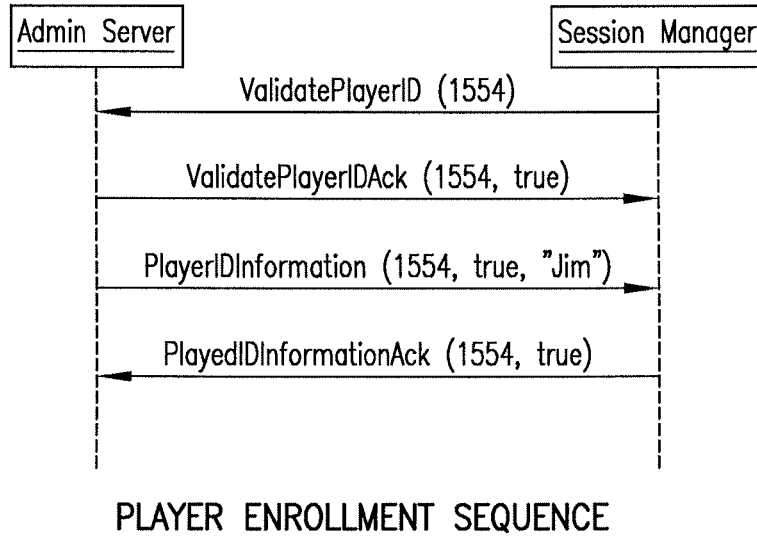 Admin Server
Session Manager
ValidatePlayerID (1554)
ValidatePlayerIDAck (1554, true)
PlayerIDInformation (1554, true, "Jim")
PlayedIDInformationAck (1554, true)
PLAYER ENROLLMENT SEQUENCE